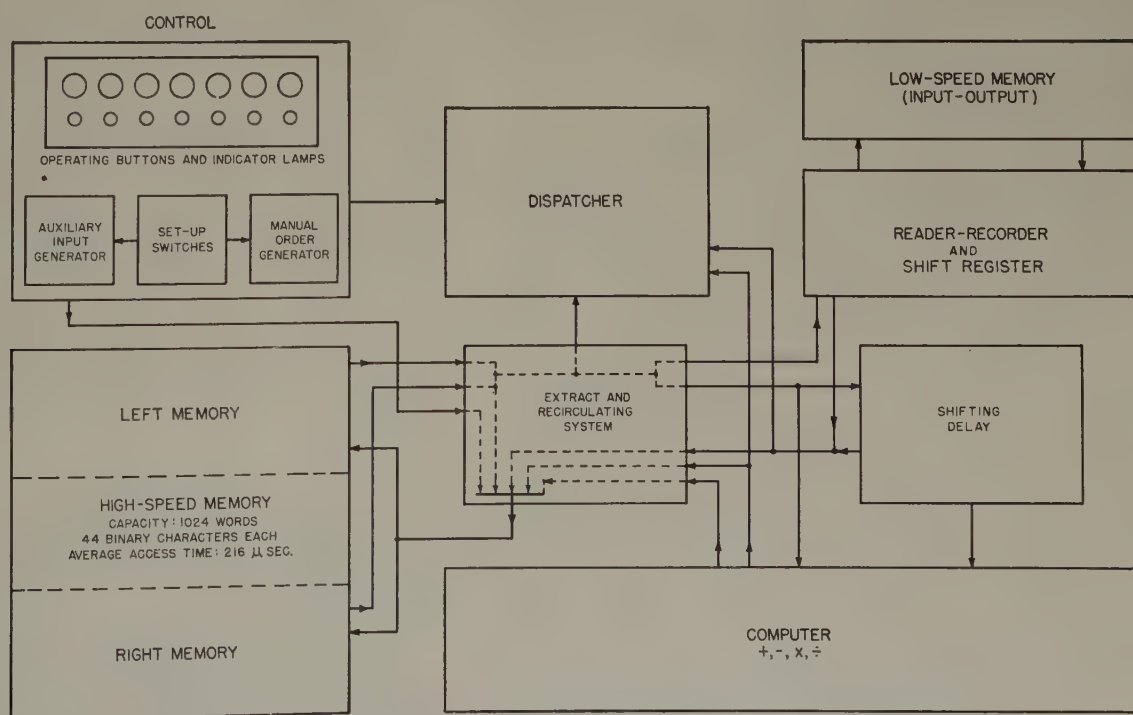 CONTROL
OPERATING BUTTONS AND INDICATOR LAMPS
AUXILIARY
INPUT
GENERATOR
SET-UP
SWITCHES
MANUAL
ORDER
GENERATOR
DISPATCHER
LOW-SPEED MEMORY
(INPUT-OUTPUT)
READER-RECORDER
AND
SHIFT REGISTER
LEFT MEMORY
HIGH-SPEED MEMORY
CAPACITY: 1024 WORDS
44 BINARY CHARACTERS EACH
AVERAGE ACCESS TIME: 216 μ SEC.
RIGHT MEMORY
EXTRACT AND
RECIRCULATING
SYSTEM
SHIFTING
DELAY
COMPUTER
+,-,x,÷